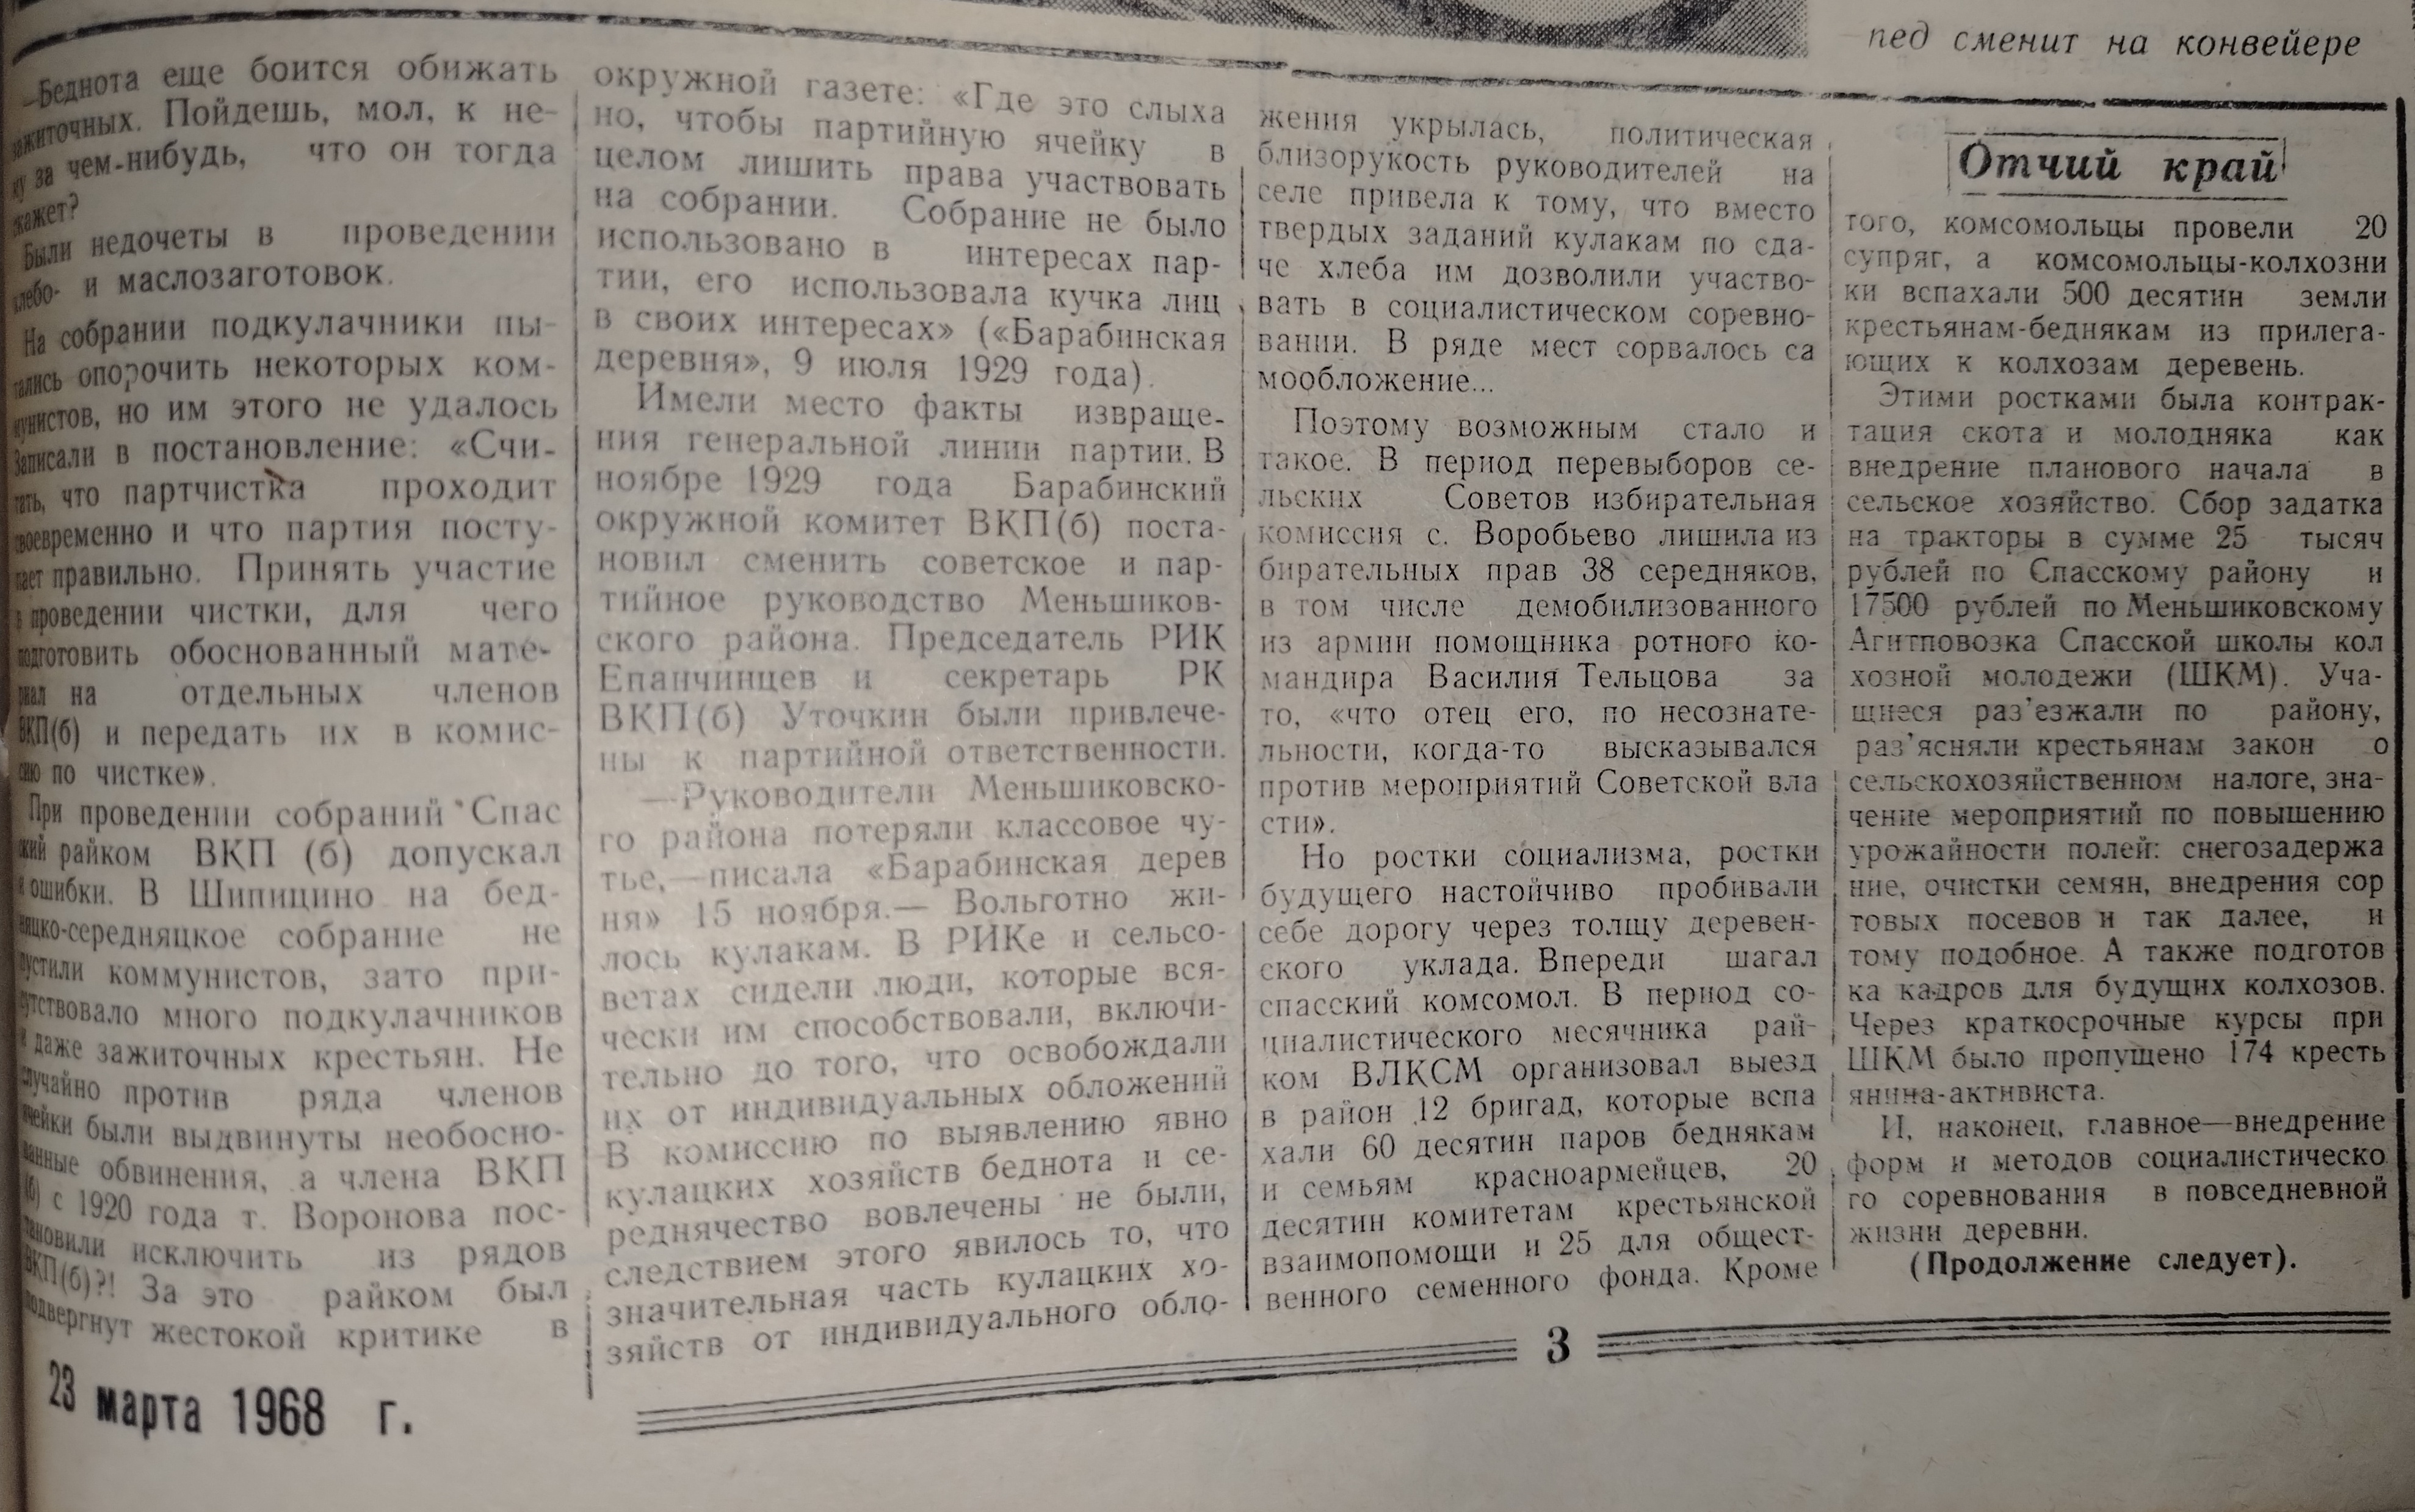 пед сменит на конвейере
—Беднота еще боится обижать
зажиточных. Пойдешь, мол, к не-
му за чем-нибудь, что он тогда
скажет?
Были недочеты в проведении
хлебо- и маслозаготовок.
На собрании подкулачники пы-
тались опорочить некоторых ком-
мунистов, но им этого не удалось
Записали в постановление: «Счи-
тать, что партчистка проходит
своевременно и что партия посту-
пает правильно. Принять участие
в проведении чистки, для чего
подготовить обоснованный мате-
риал на отдельных членов
ВКП(б) и передать их в комис-
сию по чистке».
При проведении собраний Спас
ский райком ВКП (б) допускал
и ошибки. В Шипицино на бед-
няцко-середняцкое собрание не
пустили коммунистов, зато при-
сутствовало много подкулачников
и даже зажиточных крестьян. Не
случайно против ряда членов
ячейки были выдвинуты необосно-
ванные обвинения, а члена ВКП
(б) с 1920 года т. Воронова пос-
тановили исключить из рядов
ВКП(б)?! За это райком был
подвергнут жестокой критике в
окружной газете: «Где это слыха
но, чтобы партийную ячейку в
целом лишить права участвовать
на собрании. Собрание не было
использовано в интересах пар-
тии, его использовала кучка лиц
в своих интересах» («Барабинская
деревня», 9 июля 1929 года).
Имели место факты извраще-
ния генеральной линии партии. В
ноябре 1929 года Барабинский
окружной комитет ВКП(б) поста-
новил сменить советское и пар-
тийное руководство Меньшиков-
ского района. Председатель РИК
Епанчинцев и секретарь РК
ВКП(б) Уточкин были привлече-
ны к партийной ответственности.
—Руководители Меньшиковско-
го района потеряли классовое чу-
тье,—писала «Барабинская дерев
ня» 15 ноября.— Вольготно жи-
лось кулакам. В РИКе и сельсо-
ветах сидели люди, которые вся-
чески им способствовали, включи-
тельно до того, что освобождали
их от индивидуальных обложений
В комиссию по выявлению явно
кулацких хозяйств беднота и се-
реднячество вовлечены не были,
следствием этого явилось то, что
значительная часть кулацких хо-
зяйств от индивидуального обло-
жения укрылась, политическая
близорукость руководителей на
селе привела к тому, что вместо
твердых заданий кулакам по сда-
че хлеба им дозволили участво-
вать в социалистическом соревно-
вании. В ряде мест сорвалось са
мообложение...
Поэтому возможным стало и
такое. В период перевыборов се-
льских Советов избирательная
комиссия с. Воробьево лишила из
бирательных прав 38 середняков,
в том числе демобилизованного
из армии помощника ротного ко-
мандира Василия Тельцова за
то, «что отец его, по несознате-
льности, когда-то высказывался
против мероприятий Советской вла
сти».
Но ростки социализма, ростки
будущего настойчиво пробивали
себе дорогу через толщу деревен-
ского уклада. Впереди шагал
спасский комсомол. В период со-
циалистического месячника рай-
ком ВЛКСМ организовал выезд
в район 12 бригад, которые вспа
хали 60 десятин паров беднякам
и семьям красноармейцев, 20
десятин комитетам крестьянской
взаимопомощи и 25 для общест-
венного семенного фонда. Кроме
Отчий край
того, комсомольцы провели 20
супряг, а комсомольцы-колхозни
ки вспахали 500 десятин земли
крестьянам-беднякам из прилега-
ющих к колхозам деревень.
Этими ростками была контрак-
тация скота и молодняка как
внедрение планового начала в
сельское хозяйство. Сбор задатка
на тракторы в сумме 25 тысяч
рублей по Спасскому району и
17500 рублей по Меньшиковскому
Агитповозка Спасской школы кол
хозной молодежи (ШКМ). Уча-
щиеся раз'езжали по району,
раз'ясняли крестьянам закон о
сельскохозяйственном налоге, зна-
чение мероприятий по повышению
урожайности полей: снегозадержа
ние, очистки семян, внедрения сор
товых посевов и так далее, и
тому подобное. А также подготов
ка кадров для будущих колхозов.
Через краткосрочные курсы при
ШКМ было пропущено 174 кресть
янина-активиста.
И, наконец, главное—внедрение
форм и методов социалистическо
го соревнования в повседневной
жизни деревни.
(Продолжение следует).
23 марта 1968 г.
3